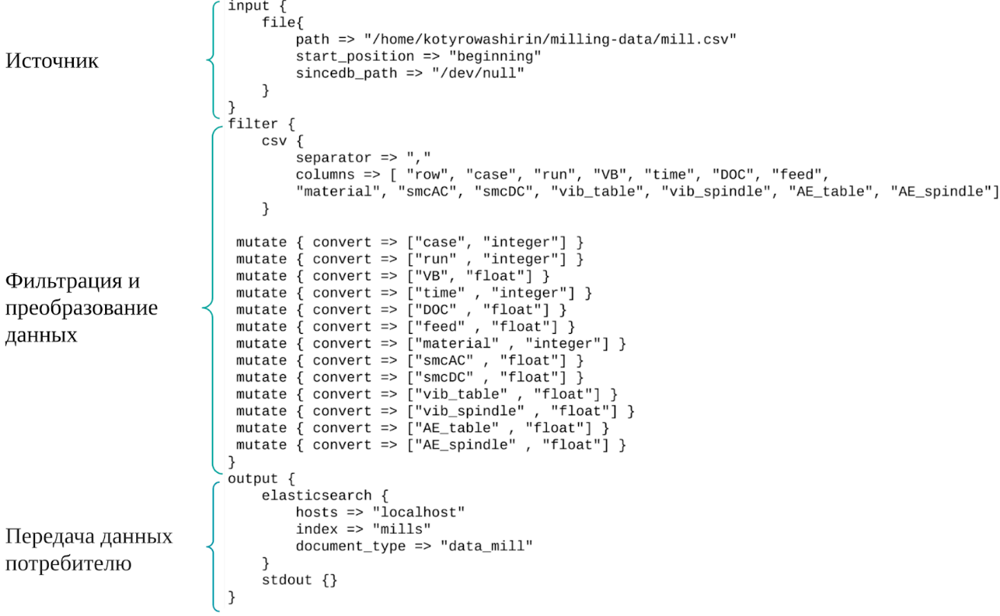 Источник
input {
    file{
        path => "/home/kotyrowashirin/milling-data/mill.csv"
        start_position => "beginning"
        sincedb_path => "/dev/null"
    }
}
Фильтрация и
преобразование
данных
filter {
    csv {
        separator => ","
        columns => [ "row", "case", "run", "VB", "time", "DOC", "feed",
        "material", "smcAC", "smcDC", "vib_table", "vib_spindle", "AE_table", "AE_spindle"]
    }
 mutate { convert => ["case", "integer"] }
 mutate { convert => ["run" , "integer"] }
 mutate { convert => ["VB", "float"] }
 mutate { convert => ["time" , "integer"] }
 mutate { convert => ["DOC" , "float"] }
 mutate { convert => ["feed" , "float"] }
 mutate { convert => ["material" , "integer"] }
 mutate { convert => ["smcAC" , "float"] }
 mutate { convert => ["smcDC" , "float"] }
 mutate { convert => ["vib_table" , "float"] }
 mutate { convert => ["vib_spindle" , "float"] }
 mutate { convert => ["AE_table" , "float"] }
 mutate { convert => ["AE_spindle" , "float"] }
}
Передача данных
потребителю
output {
    elasticsearch {
        hosts => "localhost"
        index => "mills"
        document_type => "data_mill"
    }
    stdout {}
}